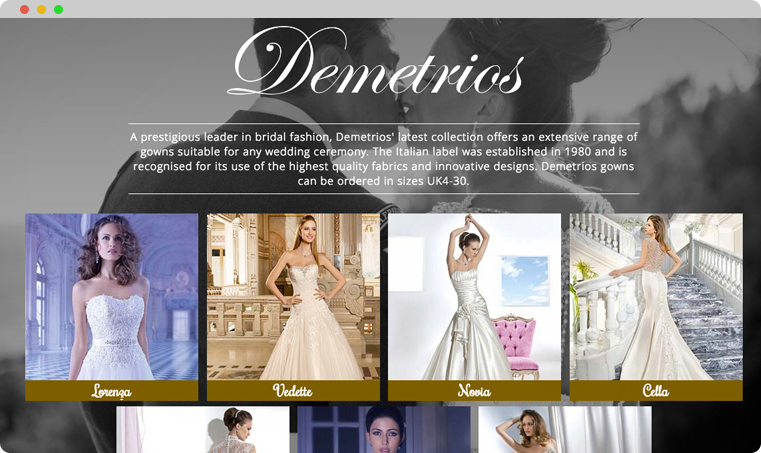 Demetrios
A prestigious leader in bridal fashion, Demetrios' latest collection offers an extensive range of
gowns suitable for any wedding ceremony. The Italian label was established in 1980 and is
recognised for its use of the highest quality fabrics and innovative designs. Demetrios gowns
can be ordered in sizes UK4-30.
Lorenza
Vedette
Novia
Cella